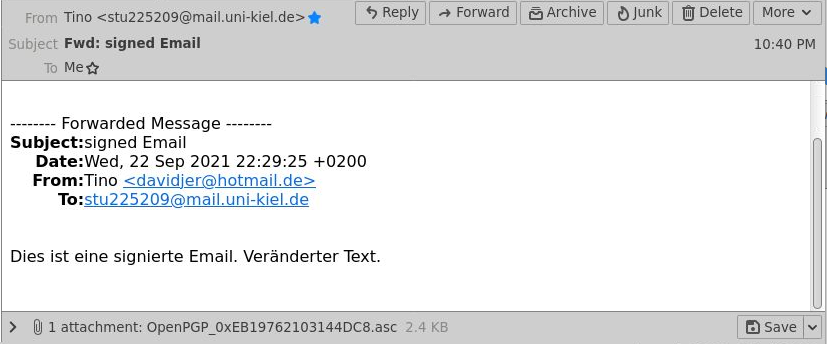 From Tino <stu225209@mail.uni-kiel.de> Reply Forward Archive Junk Delete More
Subject Fwd: signed Email 10:40 PM
To Me
-------- Forwarded Message --------
Subject:signed Email
Date:Wed, 22 Sep 2021 22:29:25 +0200
From:Tino <davidjer@hotmail.de>
To:stu225209@mail.uni-kiel.de
Dies ist eine signierte Email. Veränderter Text.
1 attachment: OpenPGP_0xEB19762103144DC8.asc 2.4 KB Save